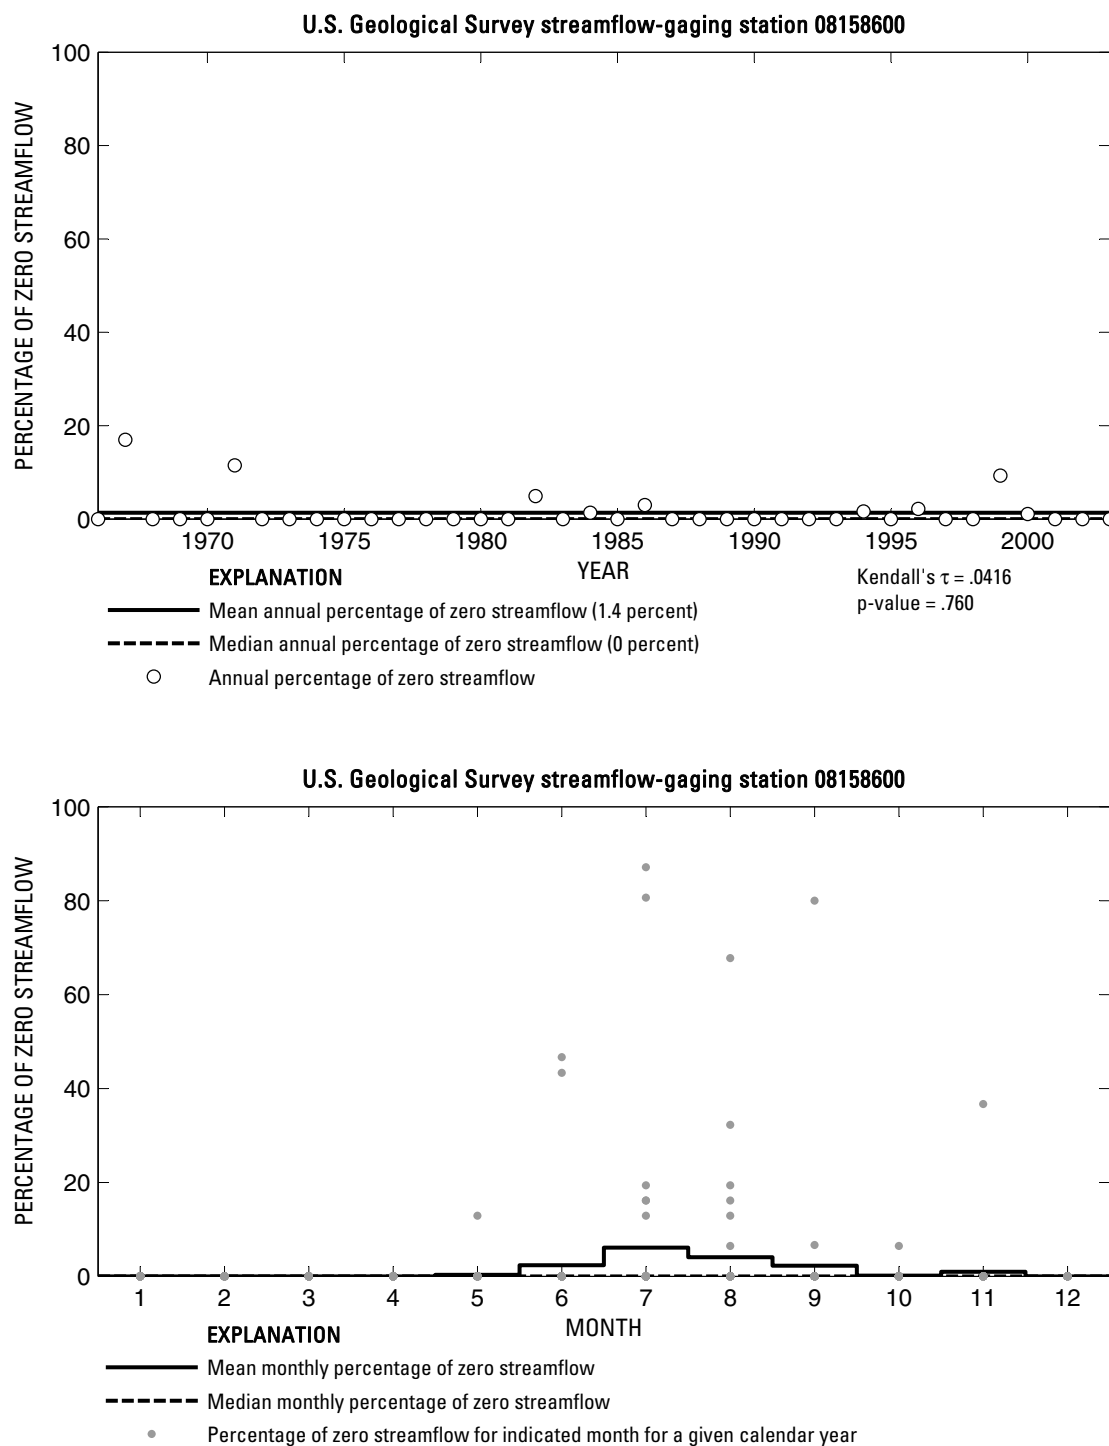 U.S. Geological Survey streamflow-gaging station 08158600
PERCENTAGE OF ZERO STREAMFLOW
100
80
60
40
20
0
1970 1975 1980 1985 1990 1995 2000
YEAR
Kendall's τ = .0416
p-value = .760
EXPLANATION
Mean annual percentage of zero streamflow (1.4 percent)
Median annual percentage of zero streamflow (0 percent)
Annual percentage of zero streamflow
U.S. Geological Survey streamflow-gaging station 08158600
PERCENTAGE OF ZERO STREAMFLOW
100
80
60
40
20
0
1 2 3 4 5 6 7 8 9 10 11 12
MONTH
EXPLANATION
Mean monthly percentage of zero streamflow
Median monthly percentage of zero streamflow
Percentage of zero streamflow for indicated month for a given calendar year